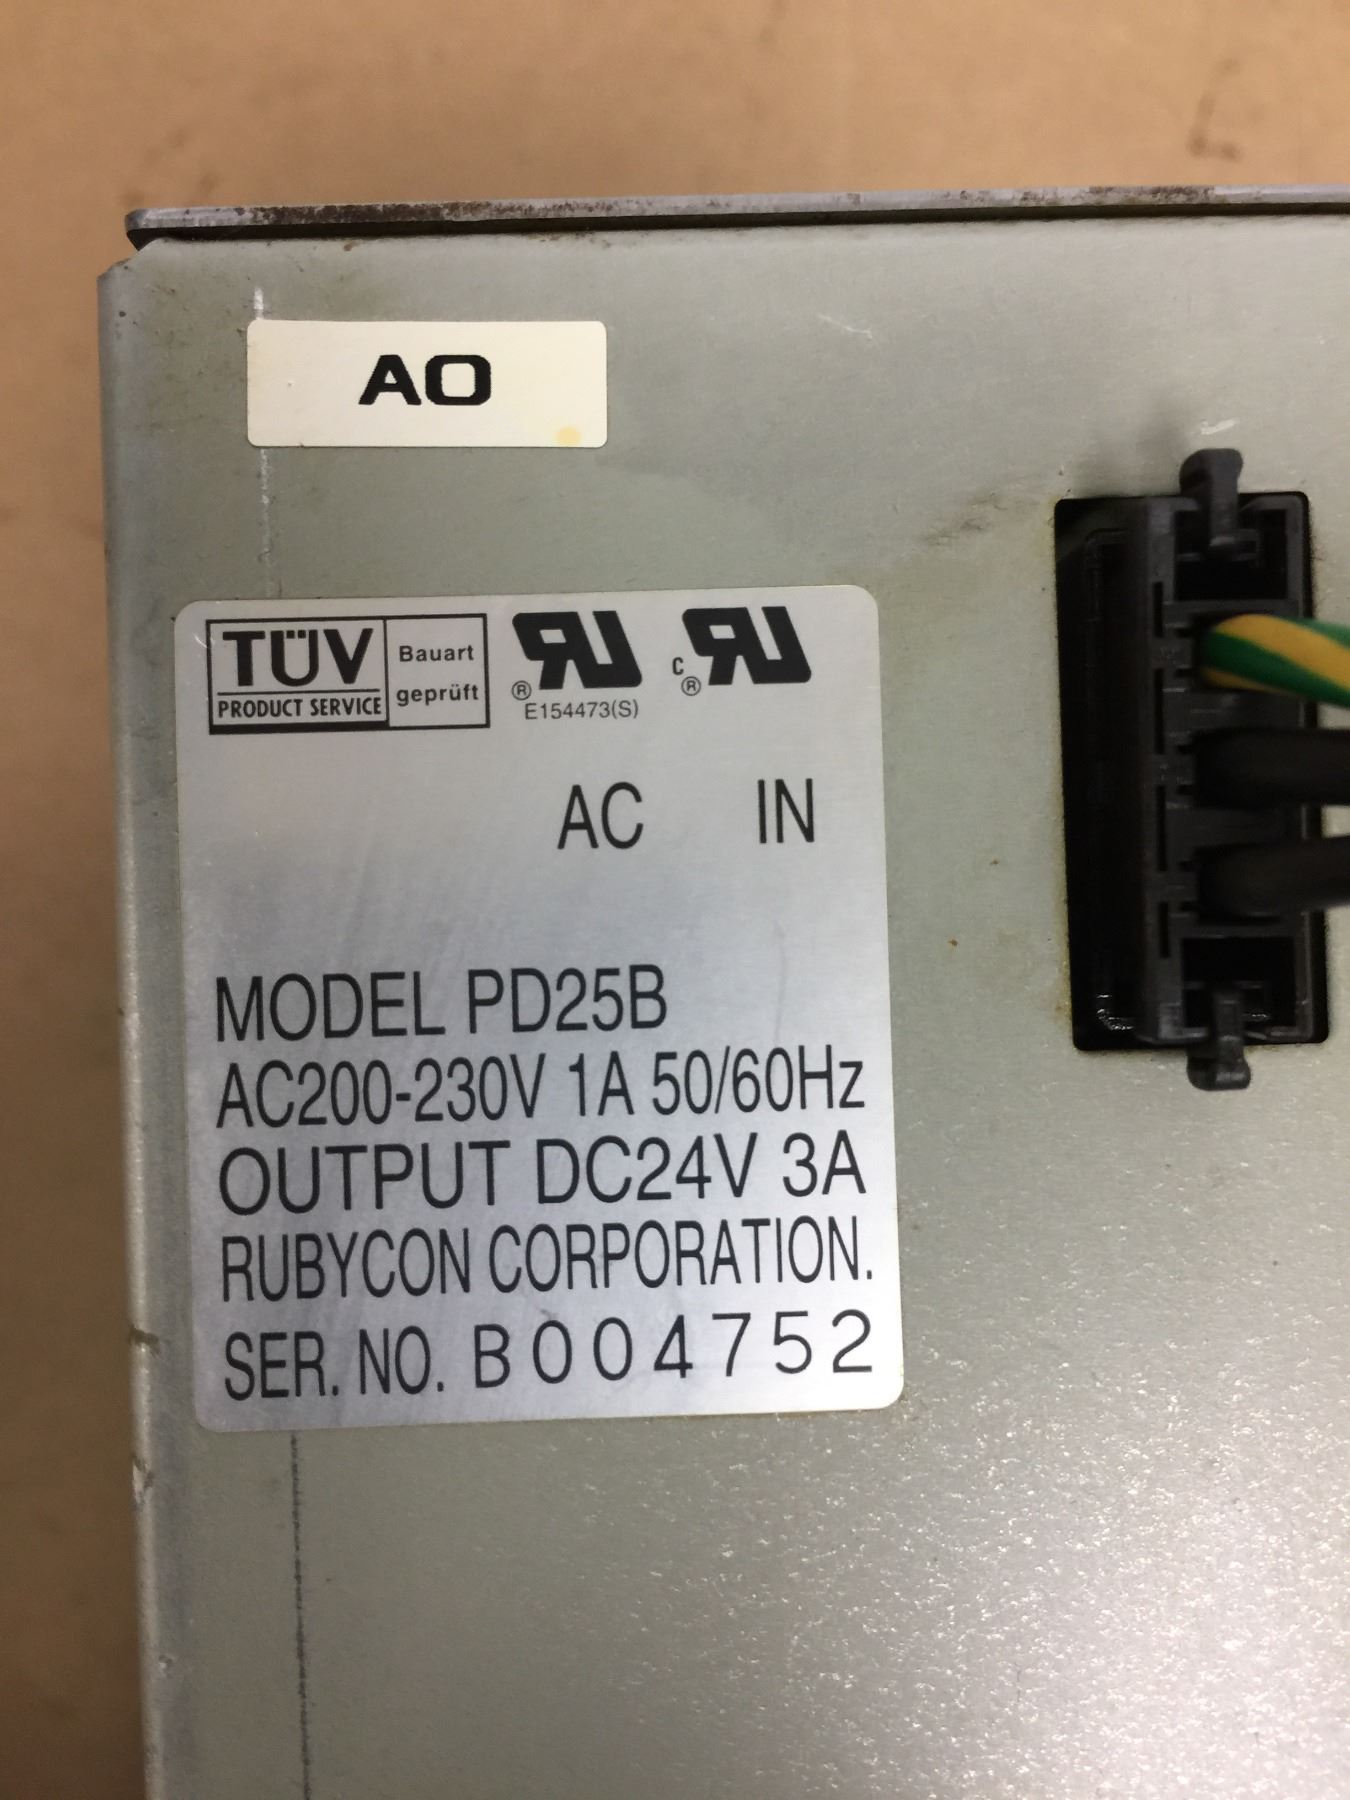 AO
TÜV
PRODUCT SERVICE
Bauart
geprüft
® E154473(S)
C ®
AC IN
MODEL PD25B
AC200-230V 1A 50/60Hz
OUTPUT DC24V 3A
RUBYCON CORPORATION.
SER. NO. B004752